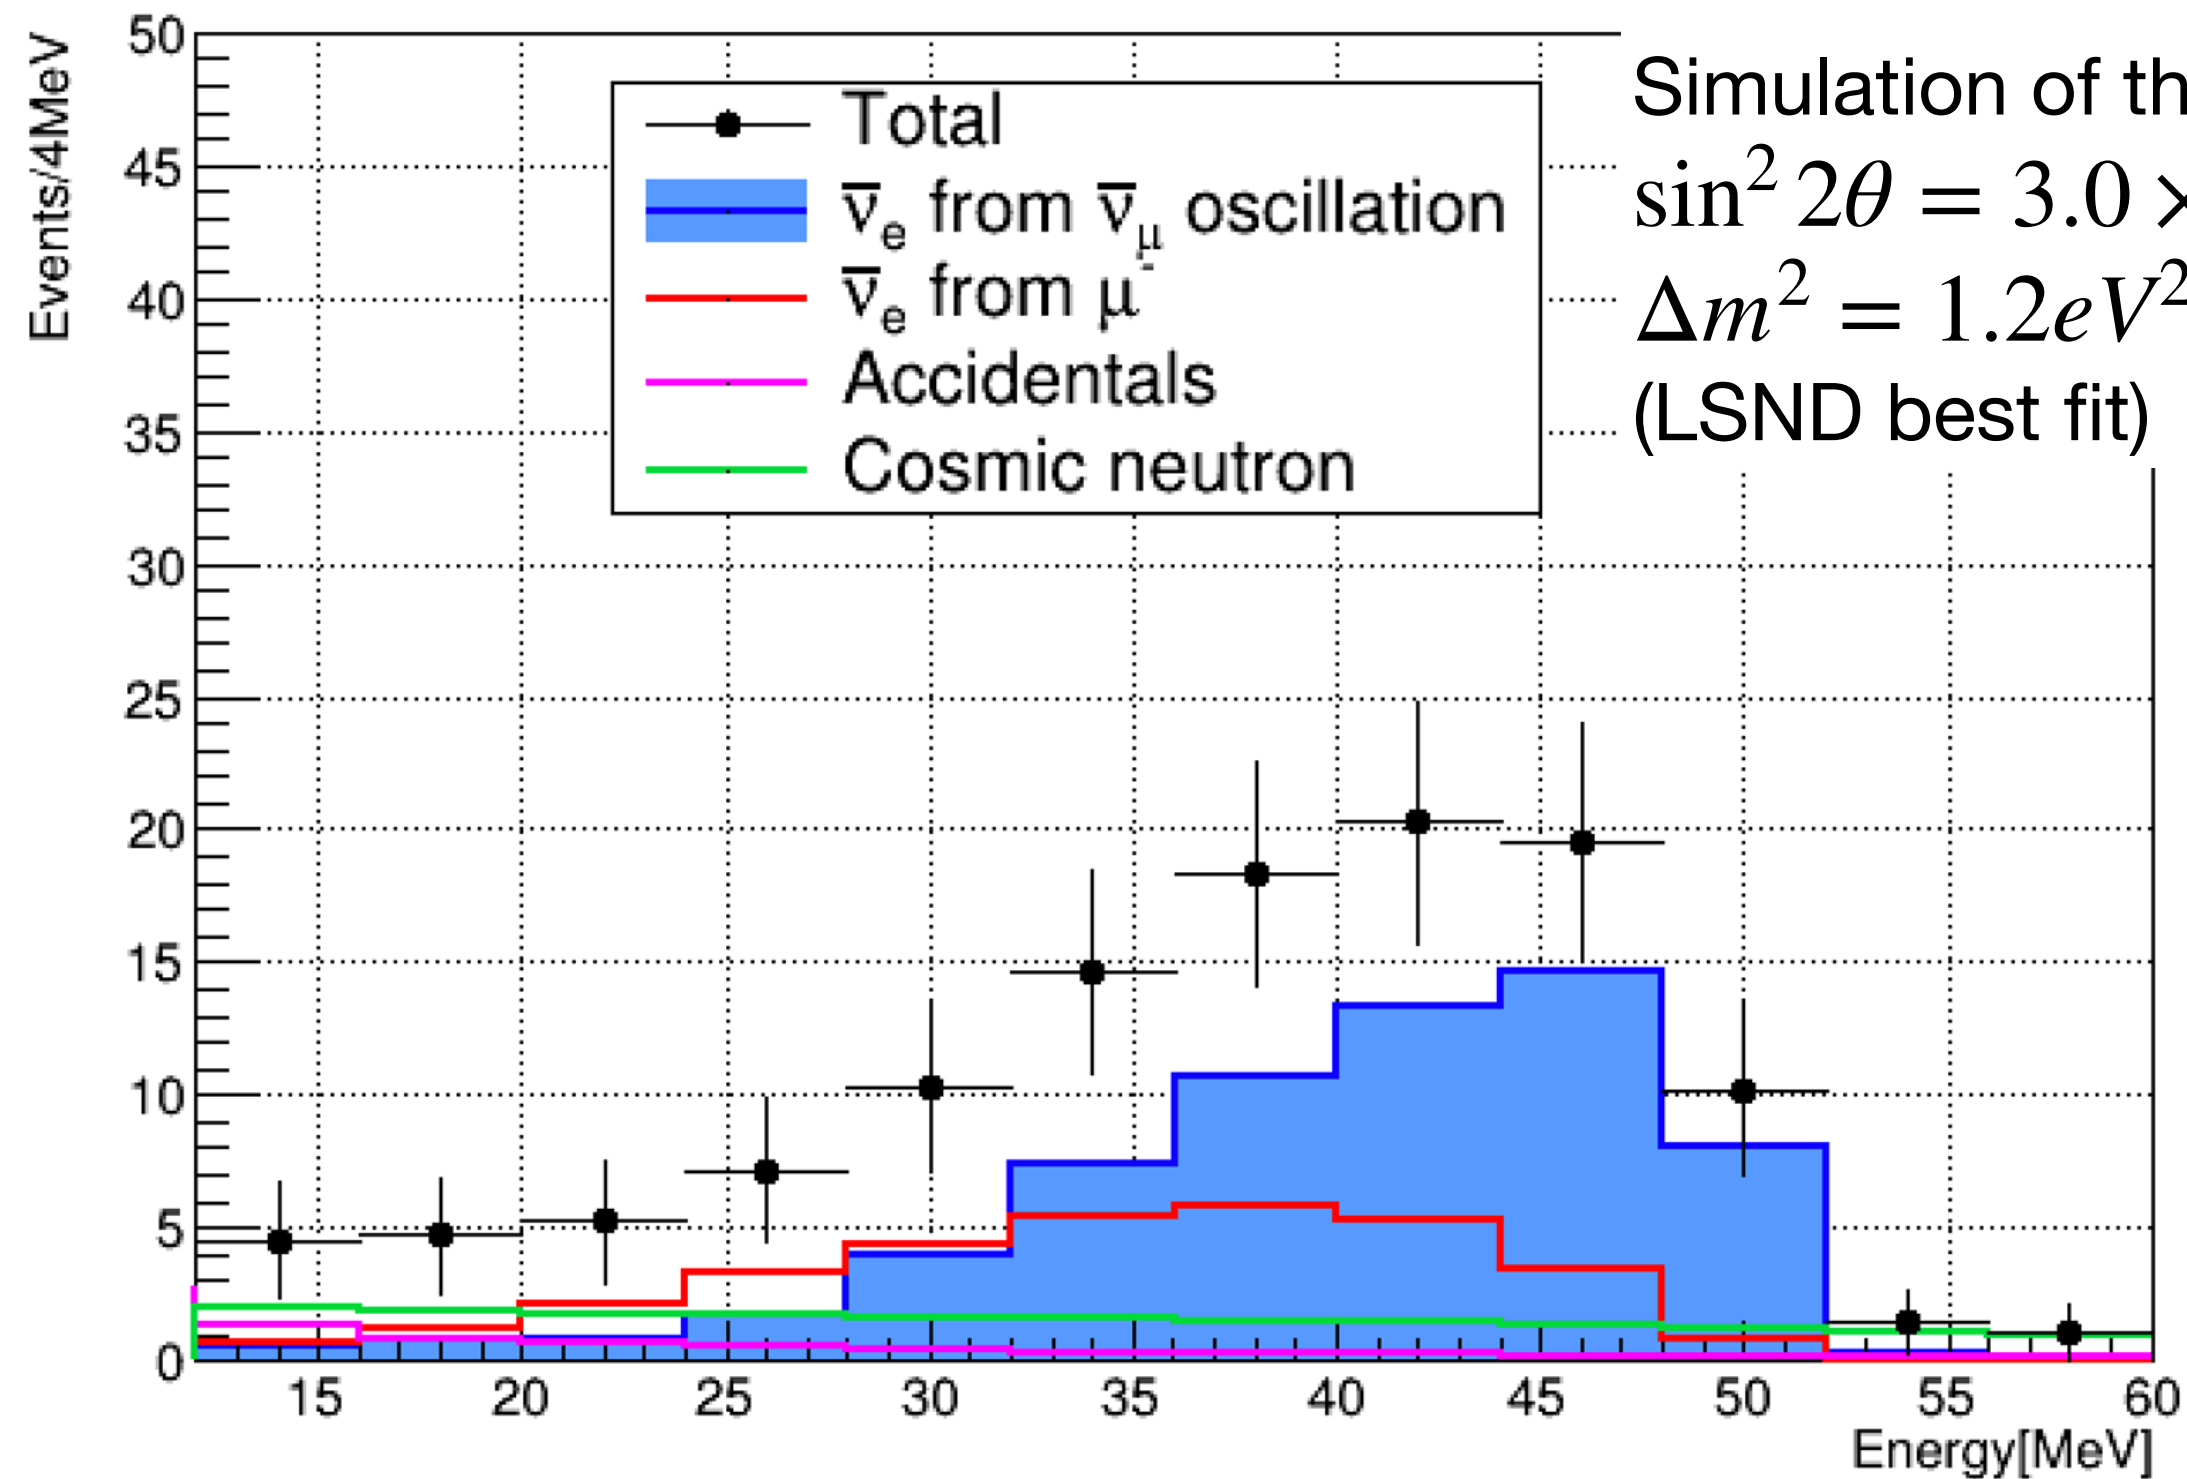 Events/4MeV
50
45
40
35
30
25
20
15
10
5
0
Total
ν̅ₑ from ν̅_μ oscillation
ν̅ₑ from μ⁻
Accidentals
Cosmic neutron
Simulation of
sin² 2θ = 3.0 ×
Δm² = 1.2eV²
(LSND best fit)
15 20 25 30 35 40 45 50 55 60
Energy[MeV]